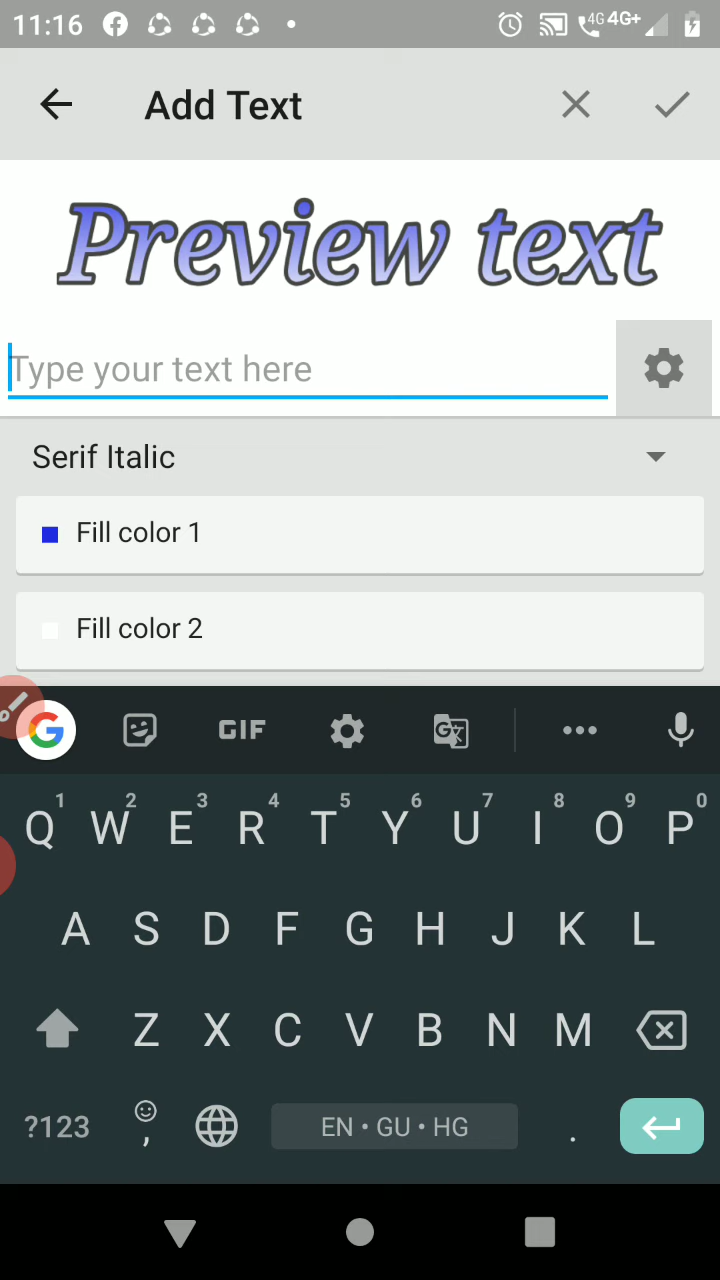 11:16 4G 4G+
Add Text
Preview text
Type your text here
Serif Italic
Fill color 1
Fill color 2
G GIF G
1 2 3 4 5 6 7 8 9 0
Q W E R T Y U I O P
A S D F G H J K L
Z X C V B N M
?123 , EN • GU • HG .